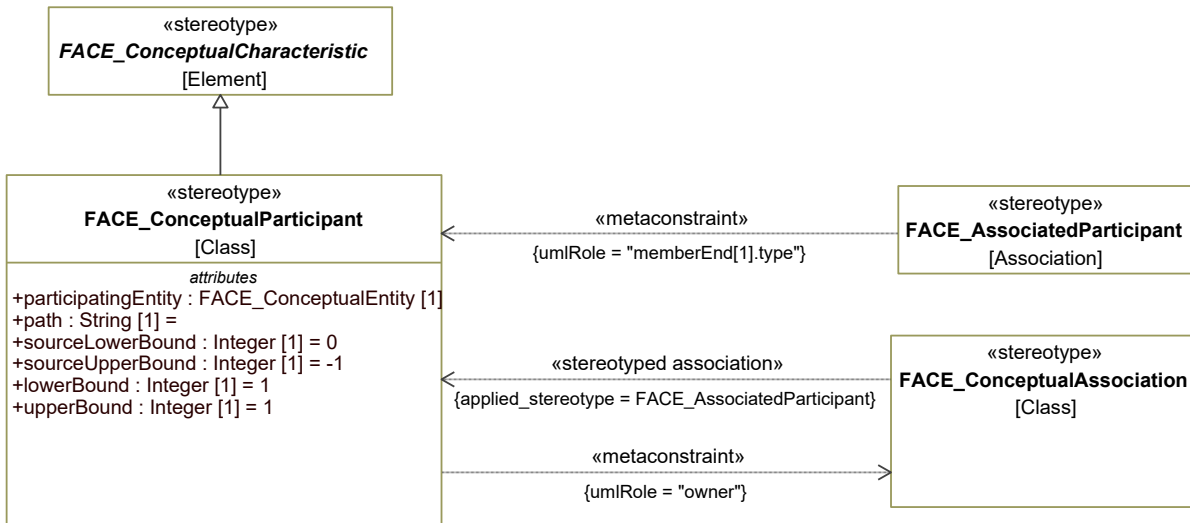 «stereotype»
FACE_ConceptualCharacteristic
[Element]
«stereotype»
FACE_ConceptualParticipant
[Class]
attributes
+participatingEntity : FACE_ConceptualEntity [1]
+path : String [1] =
+sourceLowerBound : Integer [1] = 0
+sourceUpperBound : Integer [1] = -1
+lowerBound : Integer [1] = 1
+upperBound : Integer [1] = 1
«metaconstraint»
{umlRole = "memberEnd[1].type"}
«stereotype»
FACE_AssociatedParticipant
[Association]
«stereotyped association»
{applied_stereotype = FACE_AssociatedParticipant}
«stereotype»
FACE_ConceptualAssociation
[Class]
«metaconstraint»
{umlRole = "owner"}